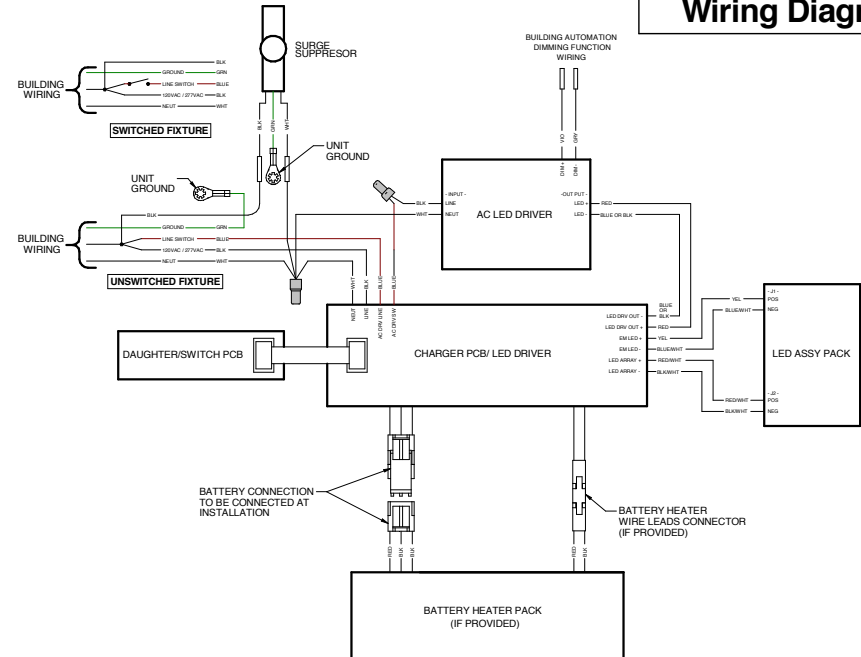 Wiring Diagr
SURGE
SUPPRESOR
BUILDING AUTOMATION
DIMMING FUNCTION
WIRING
BUILDING
WIRING
BLK
GROUND GRN
LINE SWITCH BLUE
120VAC / 277VAC BLK
NEUT WHT
SWITCHED FIXTURE
BLK
GRN
WHT
UNIT
GROUND
UNIT
GROUND
VIO
GRY
DIM+
DIM-
- INPUT -
-OUT PUT -
BLK LINE
WHT NEUT
AC LED DRIVER
LED + RED
LED - BLUE OR BLK
BLK
BUILDING
WIRING
GROUND GRN
LINE SWITCH BLUE
120VAC / 277VAC BLK
NEUT WHT
UNSWITCHED FIXTURE
WHT
BLK
BLUE
BLUE
NEUT
LINE
AC DRV LINE
AC DRV SW
DAUGHTER/SWITCH PCB
CHARGER PCB/ LED DRIVER
BLUE
OR
LED DRV OUT - BLK
LED DRV OUT + RED
EM LED + YEL
EM LED - BLUE/WHT
LED ARRAY + RED/WHT
LED ARRAY - BLK/WHT
- J1 -
YEL POS
BLUE/WHT NEG
LED ASSY PACK
- J2 -
RED/WHT POS
BLK/WHT NEG
BATTERY CONNECTION
TO BE CONNECTED AT
INSTALLATION
BATTERY HEATER
WIRE LEADS CONNECTOR
(IF PROVIDED)
RED
BLK
BLK
RED
BLK
BATTERY HEATER PACK
(IF PROVIDED)